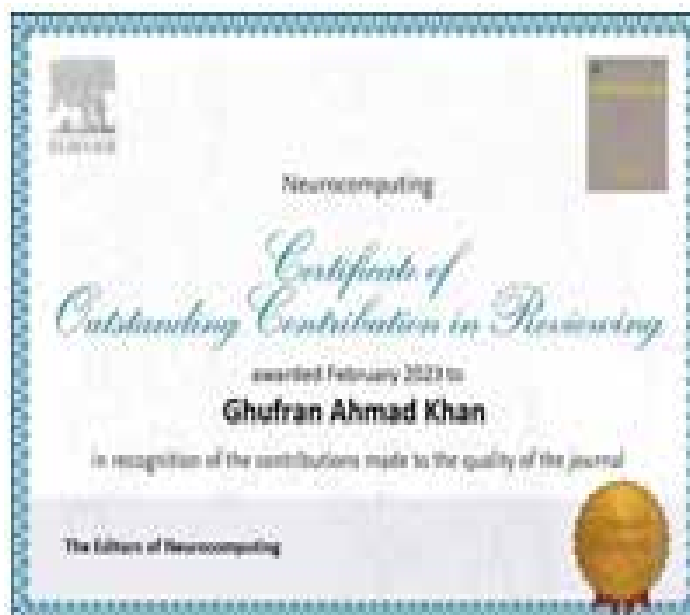 ELSEVIER
Neurocomputing
Certificate of
Outstanding Contribution in Reviewing
awarded February 2023 to
Ghufran Ahmad Khan
in recognition of the contributions made to the quality of the journal
The Editors of Neurocomputing